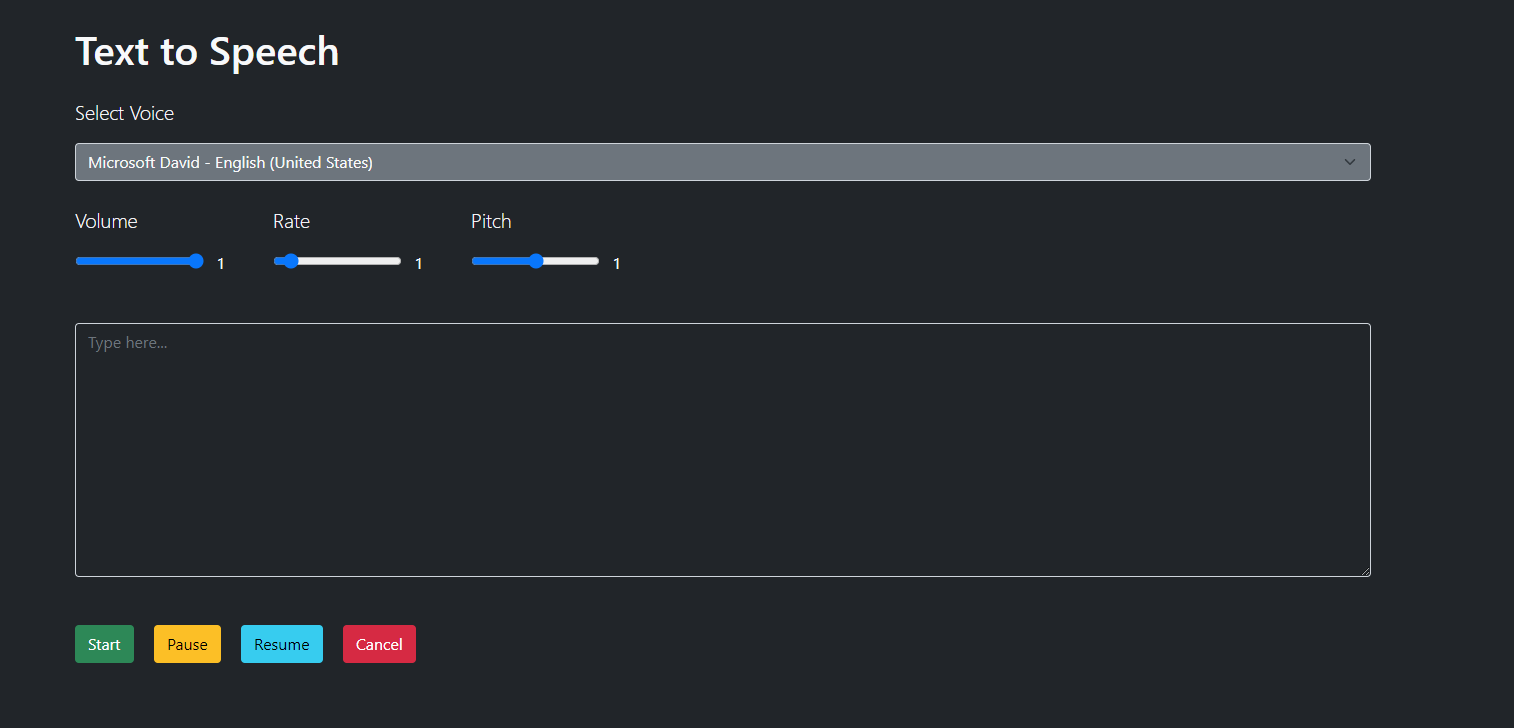 Text to Speech
Select Voice
Microsoft David - English (United States)
Volume Rate Pitch
1 1 1
Type here...
Start Pause Resume Cancel